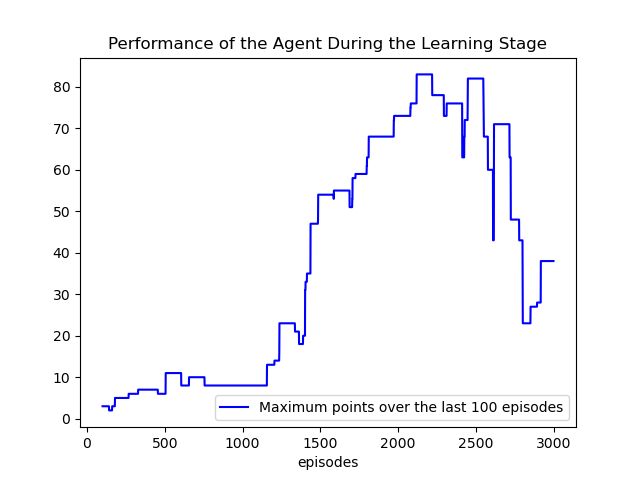 Performance of the Agent During the Learning Stage
80
70
60
50
40
30
20
10
0
Maximum points over the last 100 episodes
0 500 1000 1500 2000 2500 3000
episodes